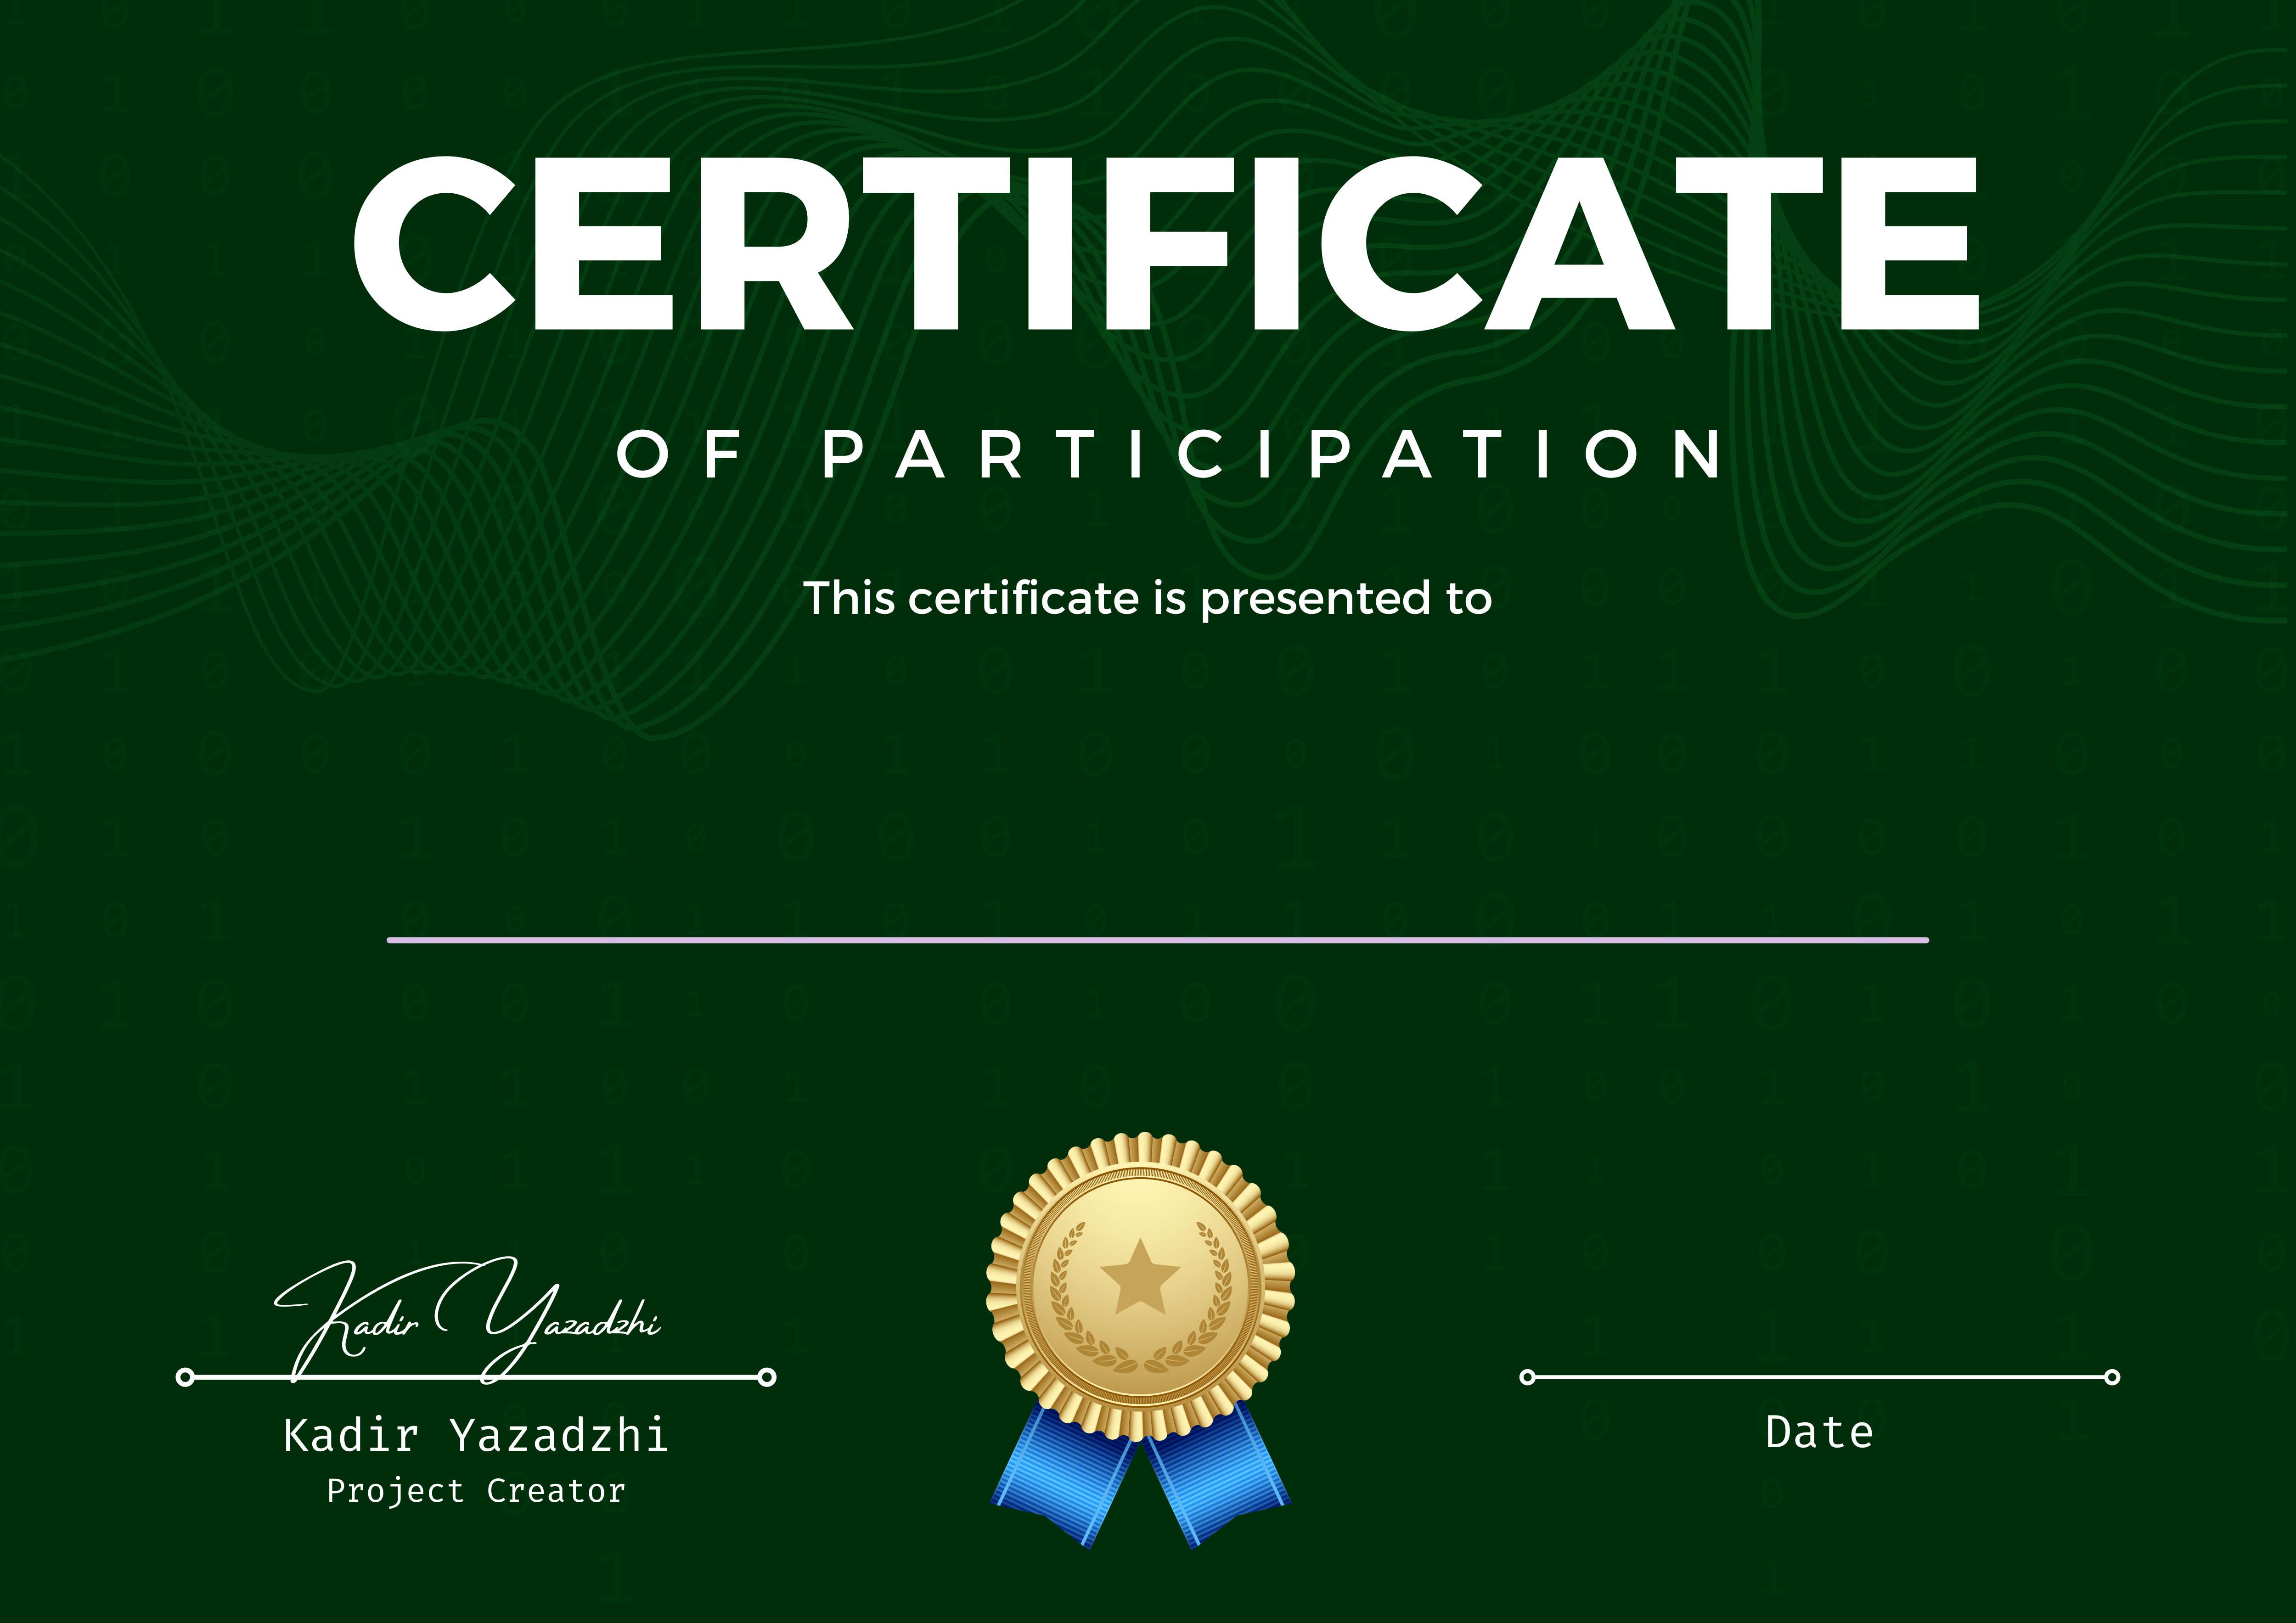 CERTIFICATE
OF PARTICIPATION
This certificate is presented to
Kadir Yazadzhi
Kadir Yazadzhi
Project Creator
Date